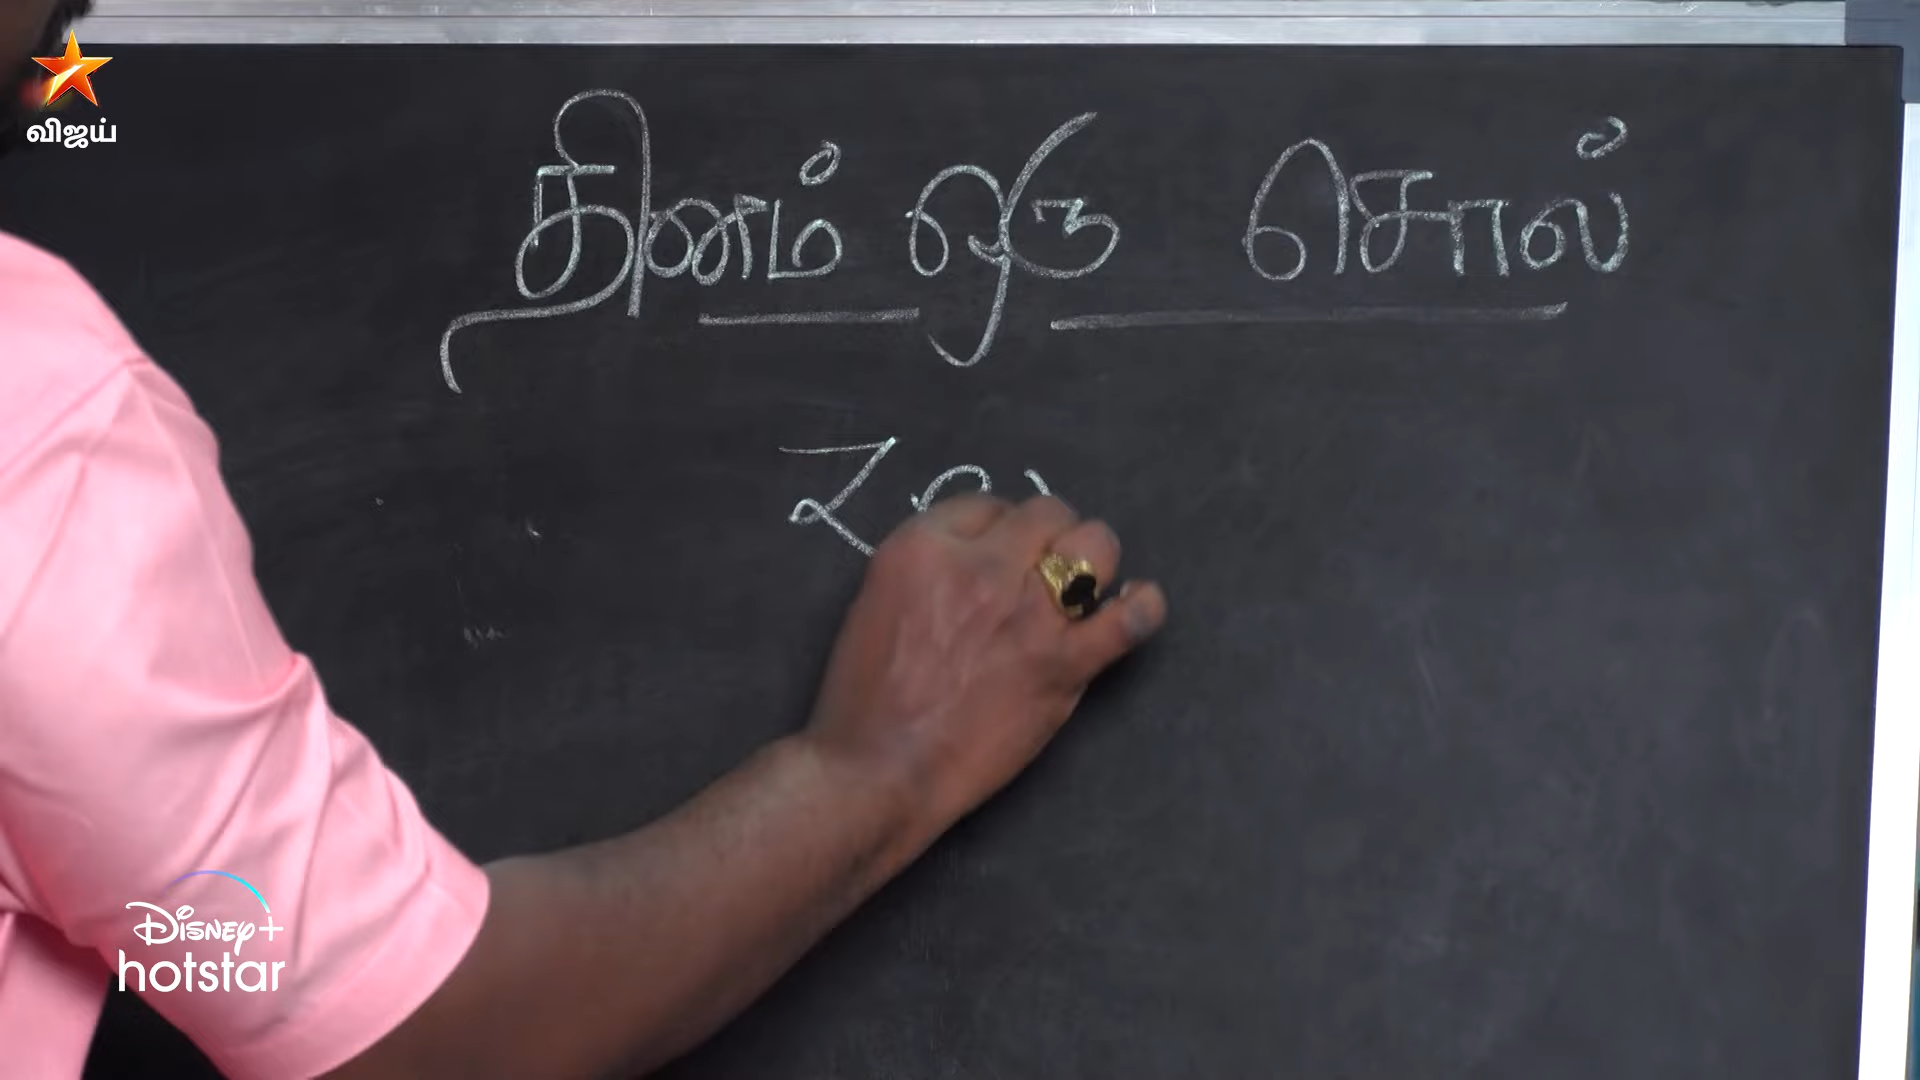 விஜய்
தினம் ஒரு சொல்
Disney+
hotstar